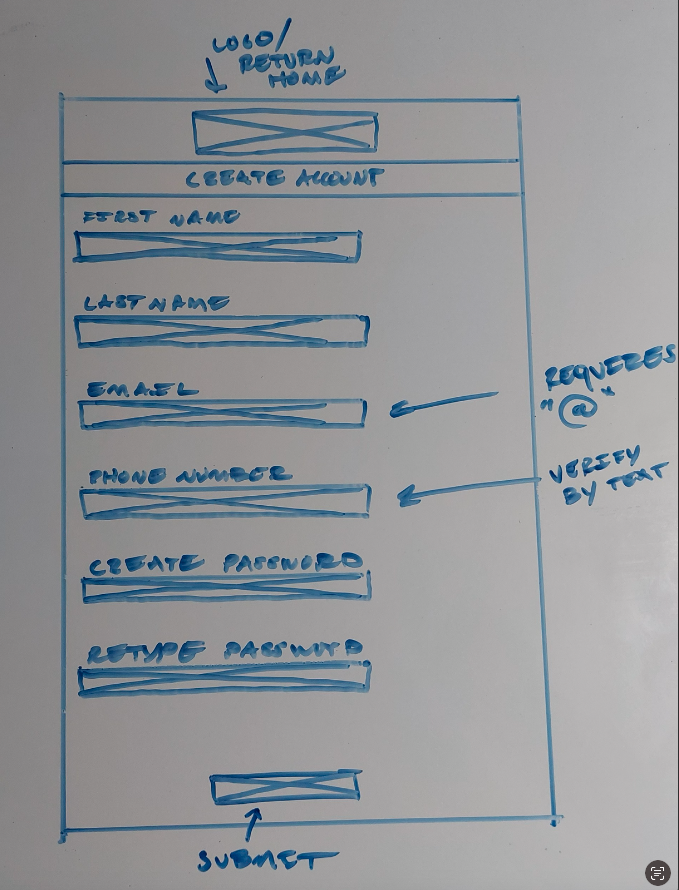 LOGO/
RETURN
HOME
CREATE ACCOUNT
FIRST NAME
LAST NAME
EMAIL
REQUIRES
"@"
PHONE NUMBER
VERIFY
BY TEXT
CREATE PASSWORD
RETYPE PASSWORD
SUBMIT